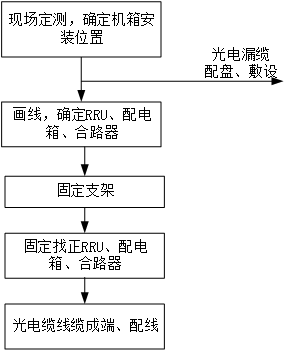 现场定测，确定机箱安
装位置
光电漏缆
配盘、敷设
画线，确定RRU、配电
箱、合路器
固定支架
固定找正RRU、配电
箱、合路器
光电缆线缆成端、配线